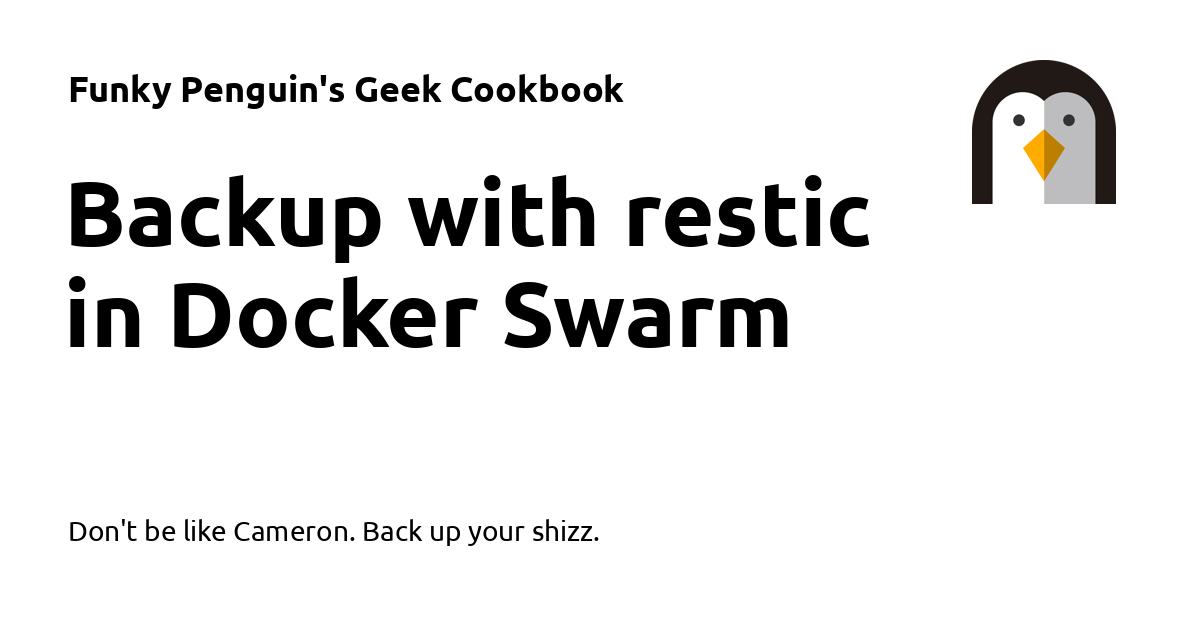 Funky Penguin's Geek Cookbook
Backup with restic
in Docker Swarm
Don't be like Cameron. Back up your shizz.